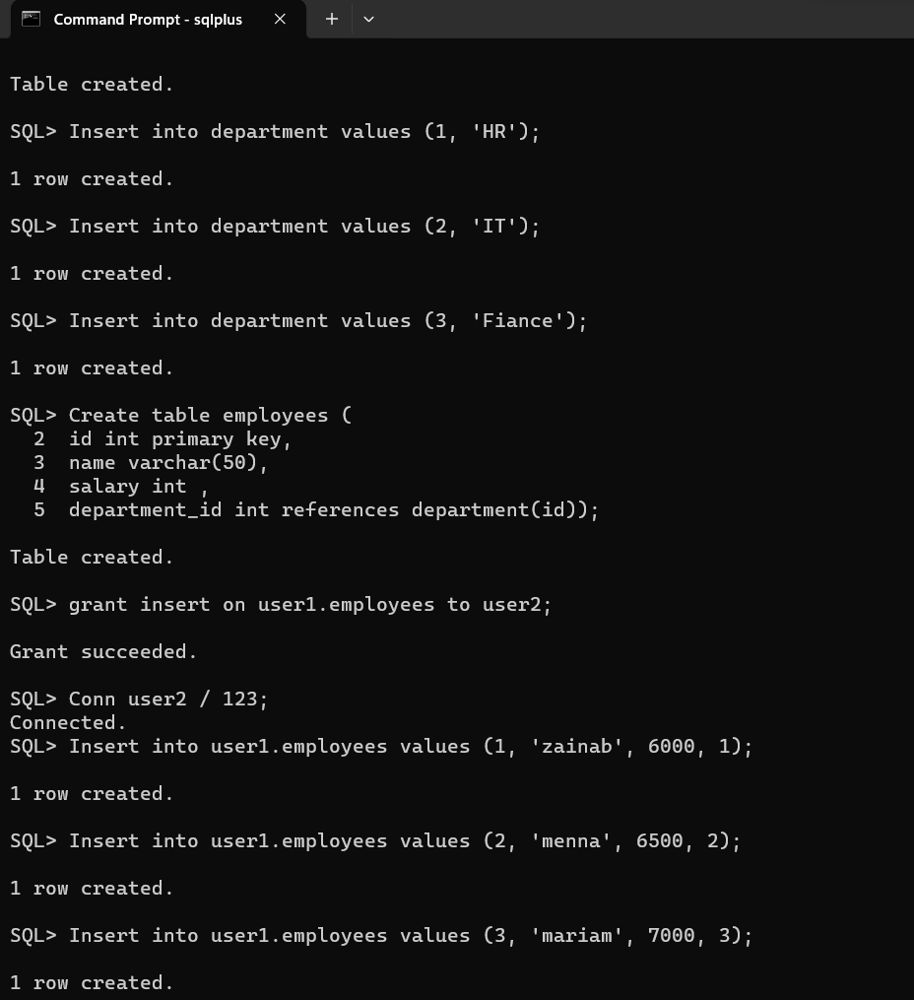 Command Prompt - sqlplus
Table created.
SQL> Insert into department values (1, 'HR');
1 row created.
SQL> Insert into department values (2, 'IT');
1 row created.
SQL> Insert into department values (3, 'Fiance');
1 row created.
SQL> Create table employees (
2 id int primary key,
3 name varchar(50),
4 salary int ,
5 department_id int references department(id));
Table created.
SQL> grant insert on user1.employees to user2;
Grant succeeded.
SQL> Conn user2 / 123;
Connected.
SQL> Insert into user1.employees values (1, 'zainab', 6000, 1);
1 row created.
SQL> Insert into user1.employees values (2, 'menna', 6500, 2);
1 row created.
SQL> Insert into user1.employees values (3, 'mariam', 7000, 3);
1 row created.